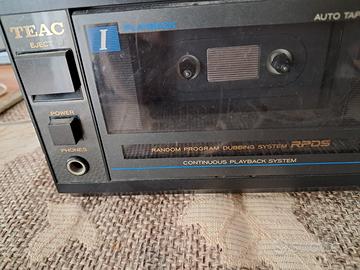 TEAC
EJECT
I PLAYBACK
AUTO TAP
POWER
PHONES
RANDOM PROGRAM DUBBING SYSTEM RPDS
CONTINUOUS PLAYBACK SYSTEM